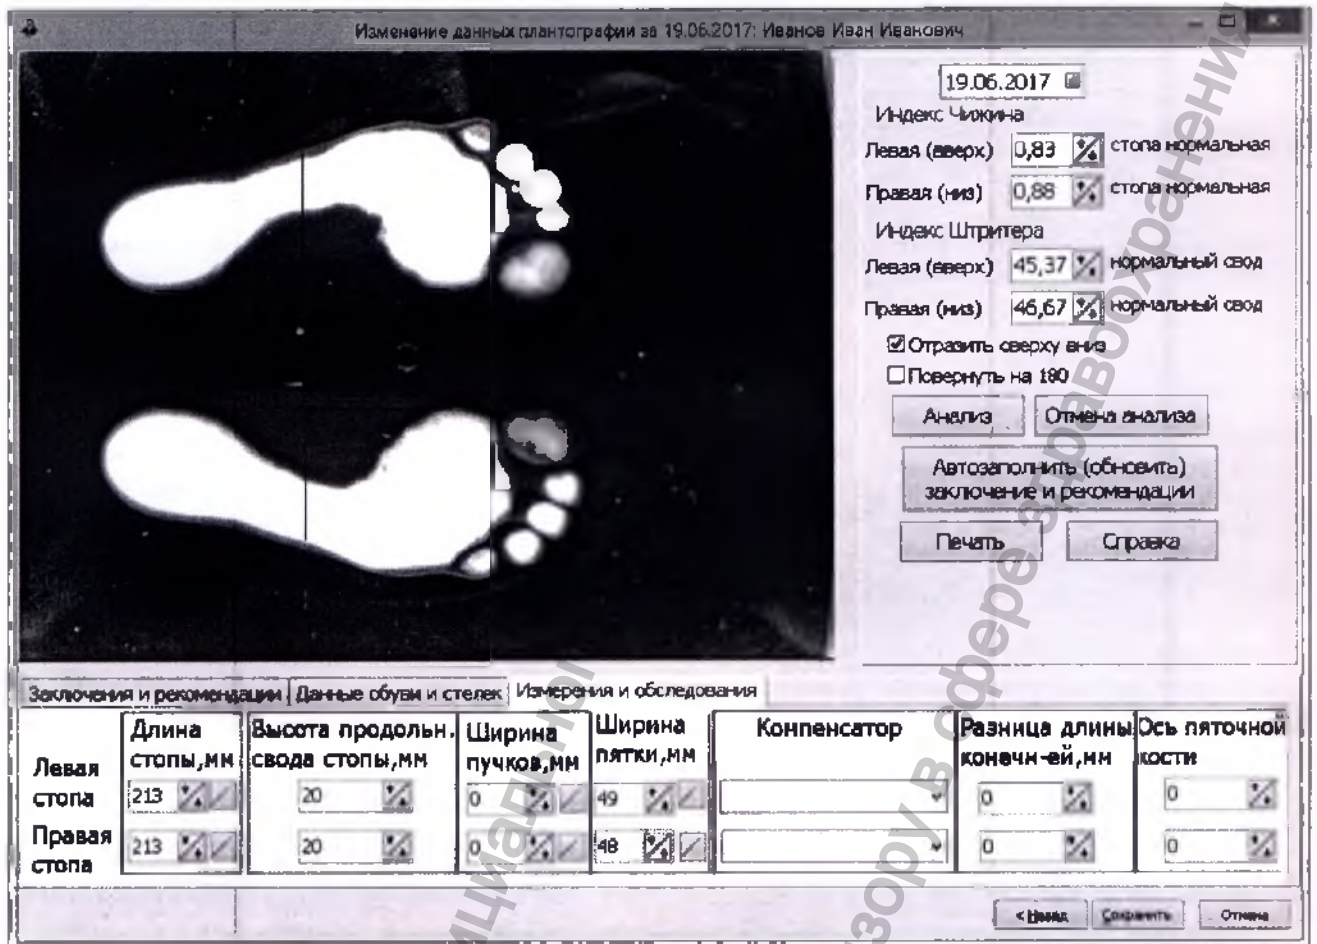 Изменение данных плантографии за 19.06.2017: Иванов Иван Иванович
19.06.2017
Индекс Чижина
Левая (вверх) 0,83 стопа нормальная
Правая (низ) 0,88 стопа нормальная
Индекс Штритера
Левая (вверх) 45,37 нормальный свод
Правая (низ) 46,67 нормальный свод
Отразить сверху вниз
Повернуть на 180
Анализ Отмена анализа
Автозаполнить (обновить)
заключение и рекомендации
Печать Справка
Заключения и рекомендации Данные обуви и стелек Измерения и обследования
Длина
стопы,мм
Высота продольн.
свода стопы,мм
Ширина
пучков,мм
Ширина
пятки,мм
Компенсатор
Разница длины
конечн-ей,мм
Ось пяточной
кости
Левая
стопа
213 20 0 49 0 0
Правая
стопа
213 20 0 48 0 0
< Назад Сохранить Отмена
в сфере здравоохранения